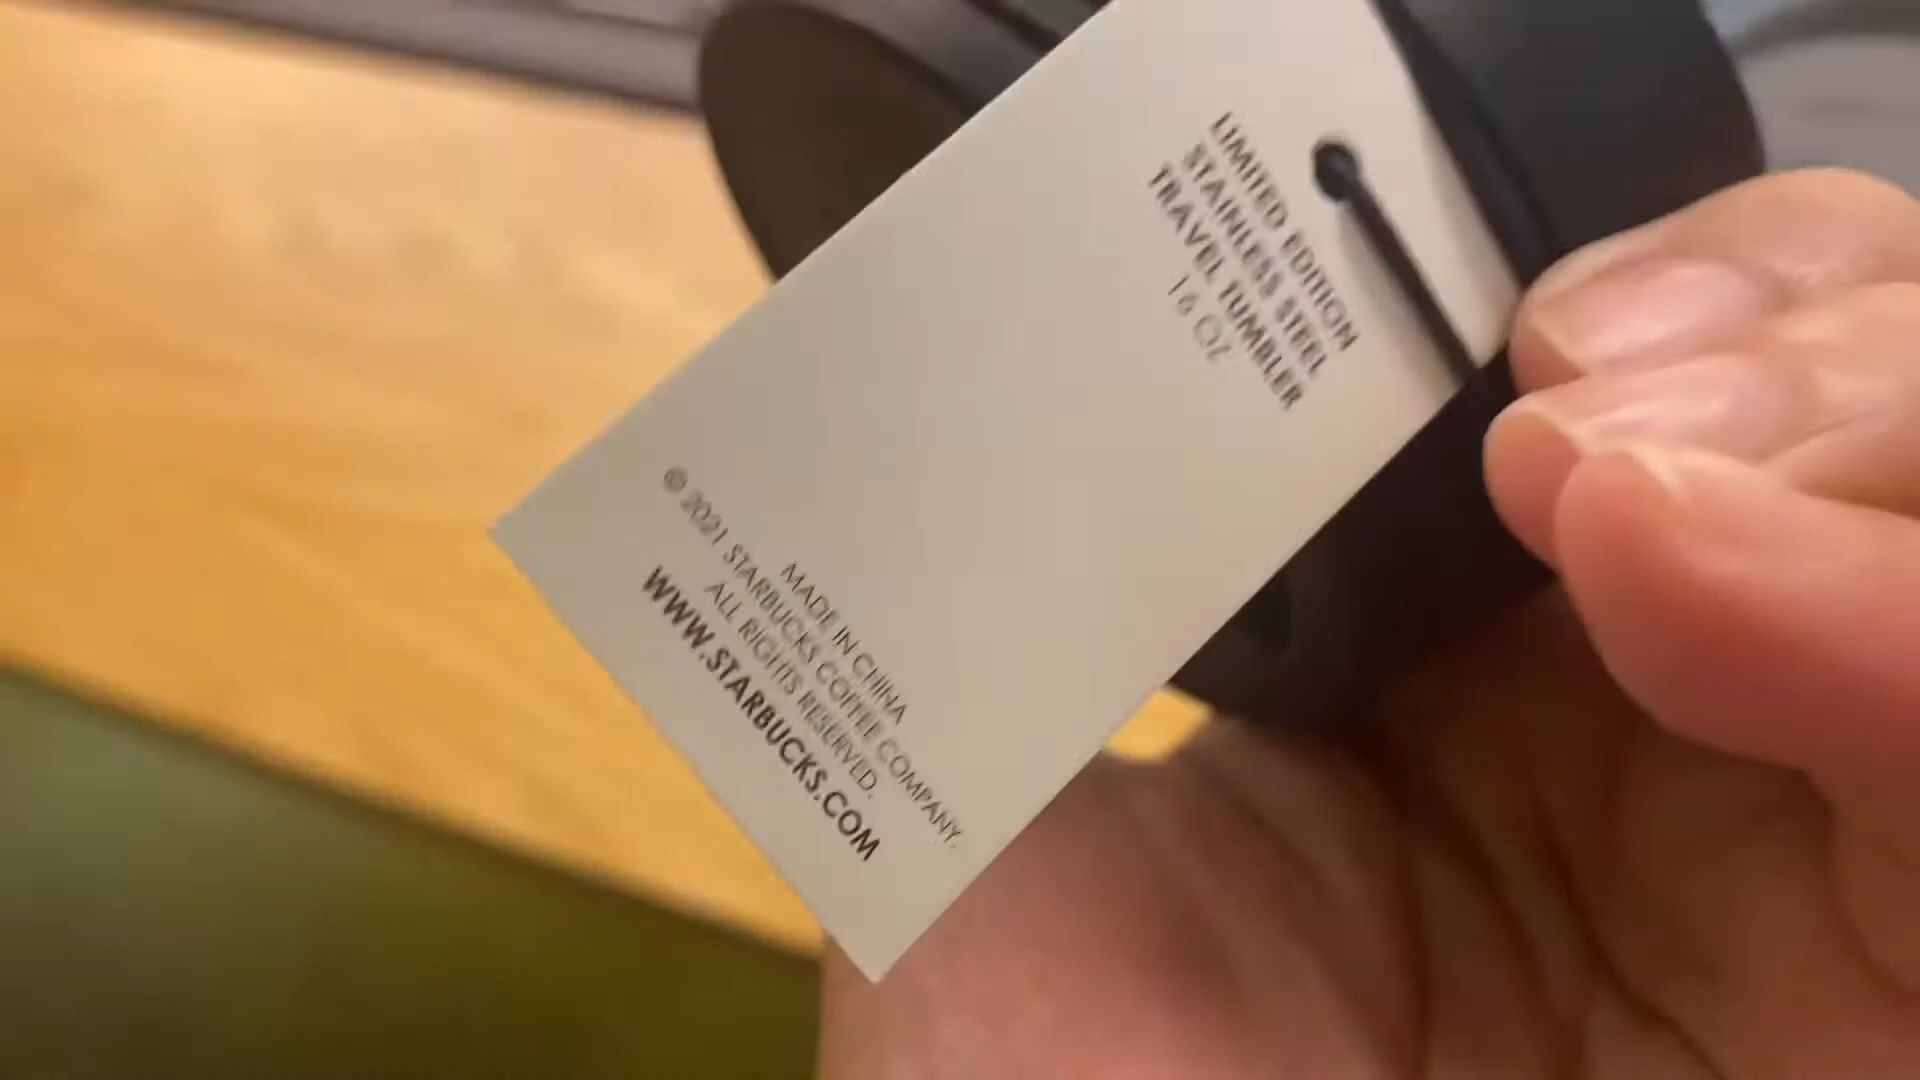 LIMITED EDITION
STAINLESS STEEL
TRAVEL TUMBLER
16 OZ
MADE IN CHINA
© 2021 STARBUCKS COFFEE COMPANY.
ALL RIGHTS RESERVED.
WWW.STARBUCKS.COM